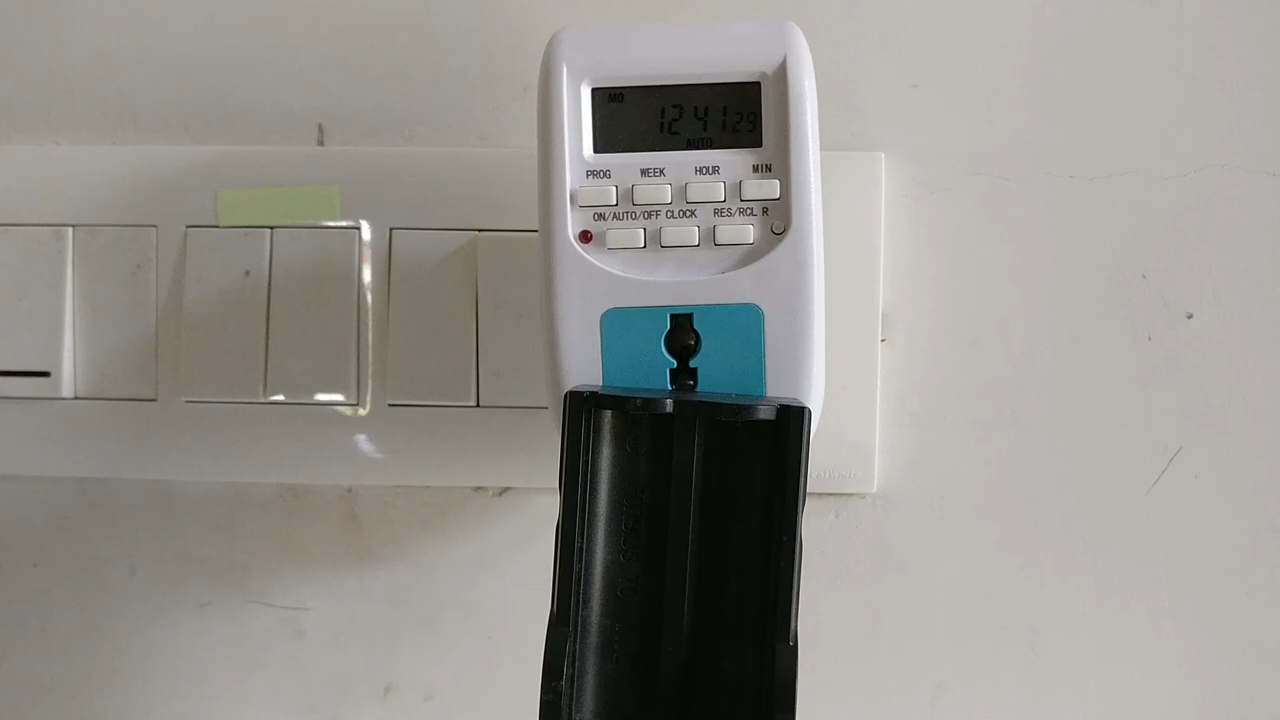 MO
12 41 29
AUTO
PROG WEEK HOUR MIN
ON/AUTO/OFF CLOCK RES/RCL R